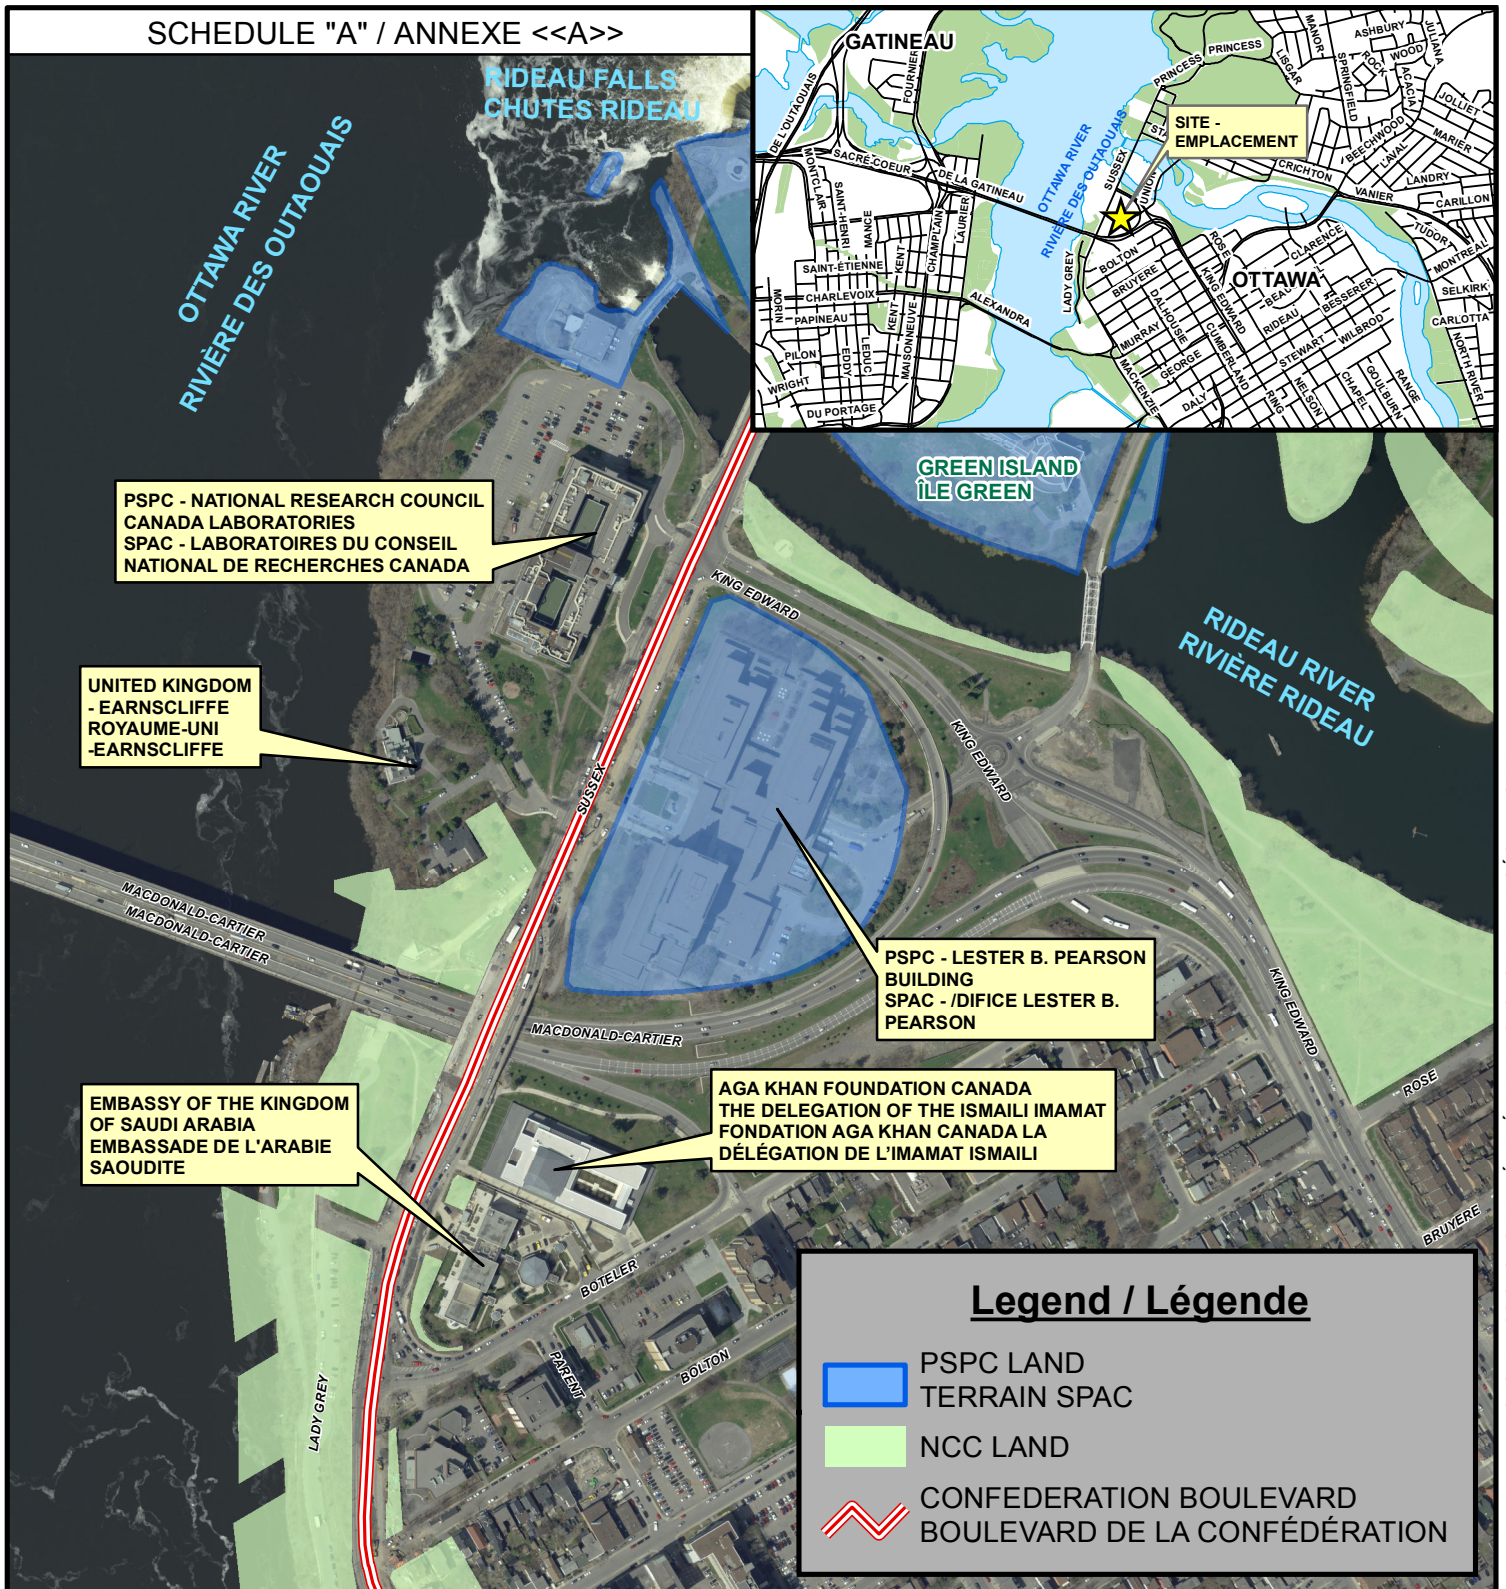 SCHEDULE "A" / ANNEXE <<A>>
RIDEAU FALLS
CHUTES RIDEAU
OTTAWA RIVER
RIVIÈRE DES OUTAOUAIS
GATINEAU
SITE -
EMPLACEMENT
OTTAWA RIVER
RIVIÈRE DES OUTAOUAIS
OTTAWA
DE L'OUTAOUAIS
FOURNIER
SACRÉ-COEUR
DE LA GATINEAU
MONTCLAIR
SAINT-HENRI
MANCE
KENT
CHAMPLAIN
LAURIER
SAINT-ÉTIENNE
CHARLEVOIX
PAPINEAU
MORIN
PILON
WRIGHT
EDDY
LEDUC
KENT
MAISONNEUVE
DU PORTAGE
ALEXANDRA
LADY GREY
SUSSEX
UNION
PRINCESS
PRINCESS
LISGAR
MANOR
SPRINGFIELD
ROCK
ASHBURY
WOOD
ACACIA
JULIANA
JOLLIET
MARIER
BEECHWOOD
LAVAL
LANDRY
CRICHTON
VANIER
CARILLON
TUDOR
MONTREAL
SELKIRK
CARLOTTA
NORTH RIVER
BOLTON
BRUYERE
ROSE
KING EDWARD
CLARENCE
BESSERER
RIDEAU
WILBROD
STEWART
DALHOUSIE
MURRAY
GEORGE
CUMBERLAND
MACKENZIE
DALY
RING
NELSON
CHAPEL
GOULBURN
RANGE
GREEN ISLAND
ÎLE GREEN
PSPC - NATIONAL RESEARCH COUNCIL
CANADA LABORATORIES
SPAC - LABORATOIRES DU CONSEIL
NATIONAL DE RECHERCHES CANADA
KING EDWARD
RIDEAU RIVER
RIVIÈRE RIDEAU
UNITED KINGDOM
- EARNSCLIFFE
ROYAUME-UNI
-EARNSCLIFFE
SUSSEX
KING EDWARD
MACDONALD-CARTIER
MACDONALD-CARTIER
PSPC - LESTER B. PEARSON
BUILDING
SPAC - /DIFICE LESTER B.
PEARSON
KING EDWARD
MACDONALD-CARTIER
ROSE
EMBASSY OF THE KINGDOM
OF SAUDI ARABIA
EMBASSADE DE L'ARABIE
SAOUDITE
AGA KHAN FOUNDATION CANADA
THE DELEGATION OF THE ISMAILI IMAMAT
FONDATION AGA KHAN CANADA LA
DÉLÉGATION DE L'IMAMAT ISMAILI
BRUYERE
BOTELER
PARENT
BOLTON
LADY GREY
Legend / Légende
PSPC LAND
TERRAIN SPAC
NCC LAND
CONFEDERATION BOULEVARD
BOULEVARD DE LA CONFÉDÉRATION